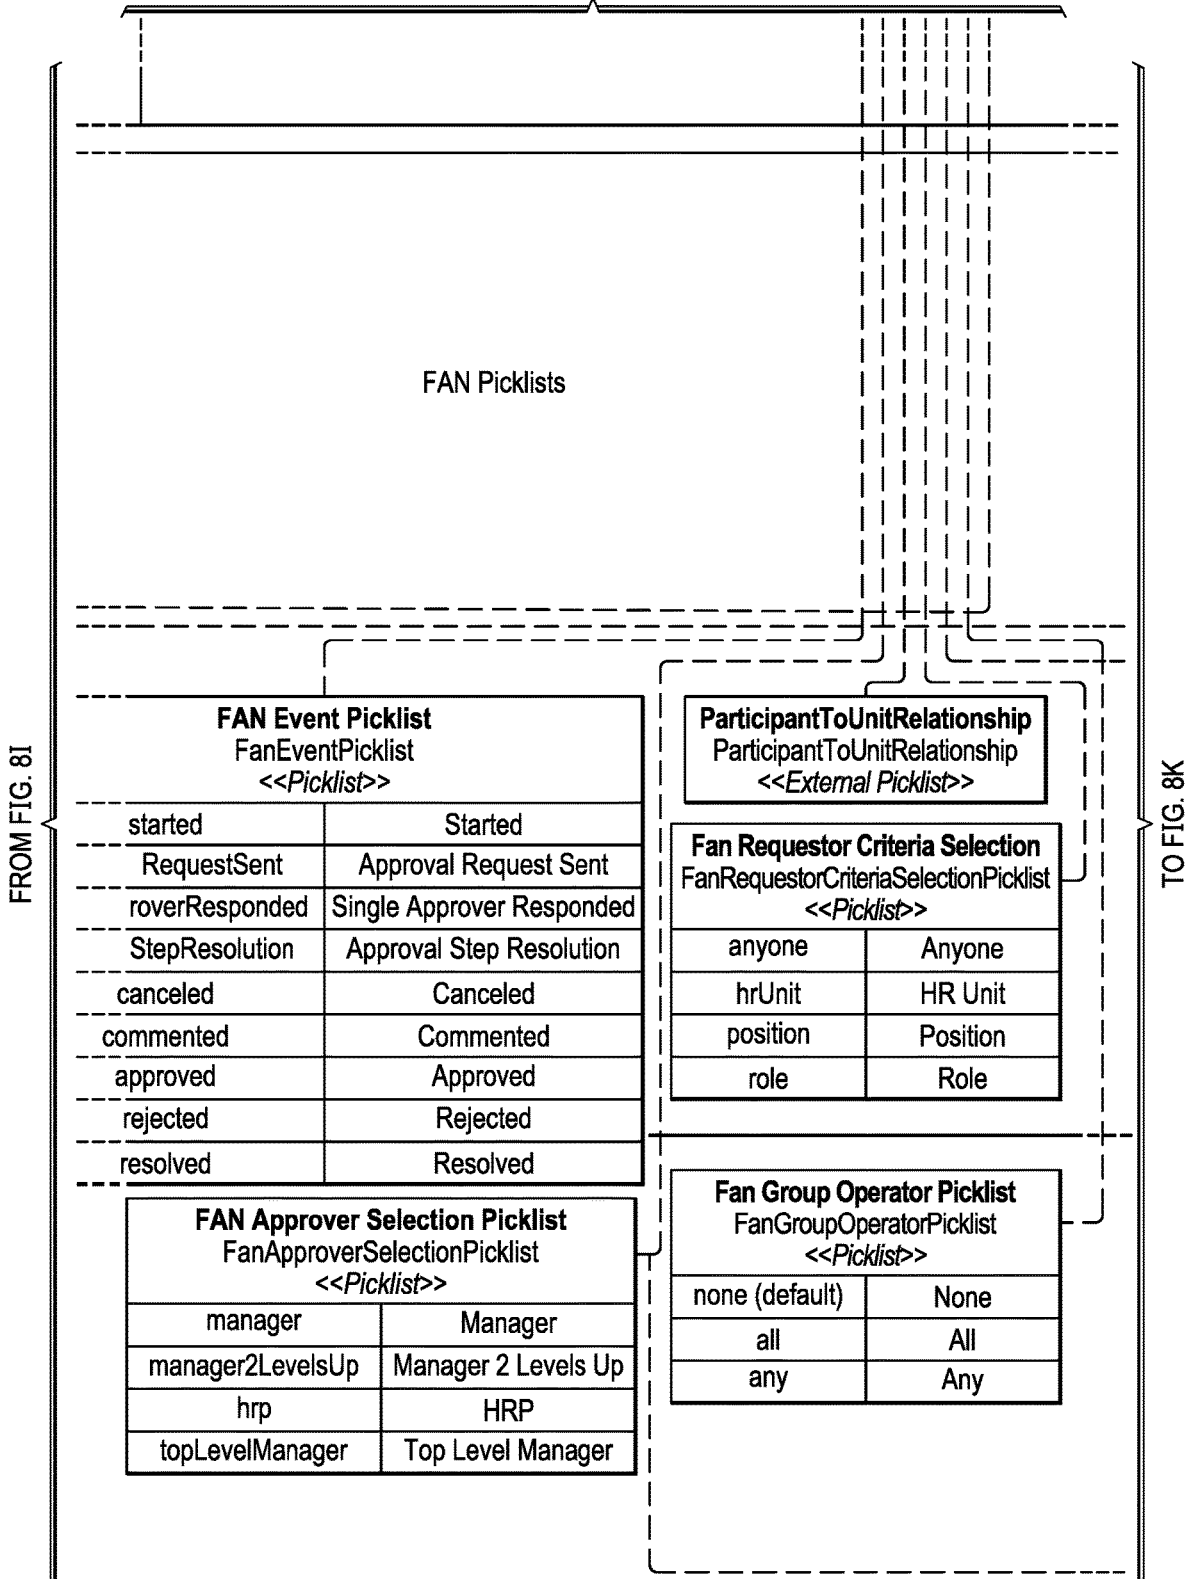 FAN Picklists
FROM FIG. 8I
TO FIG. 8K
FAN Event Picklist
FanEventPicklist
<<Picklist>>
started Started
RequestSent Approval Request Sent
roverResponded Single Approver Responded
StepResolution Approval Step Resolution
canceled Canceled
commented Commented
approved Approved
rejected Rejected
resolved Resolved
ParticipantToUnitRelationship
ParticipantToUnitRelationship
<<External Picklist>>
Fan Requestor Criteria Selection
FanRequestorCriteriaSelectionPicklist
<<Picklist>>
anyone Anyone
hrUnit HR Unit
position Position
role Role
FAN Approver Selection Picklist
FanApproverSelectionPicklist
<<Picklist>>
manager Manager
manager2LevelsUp Manager 2 Levels Up
hrp HRP
topLevelManager Top Level Manager
Fan Group Operator Picklist
FanGroupOperatorPicklist
<<Picklist>>
none (default) None
all All
any Any